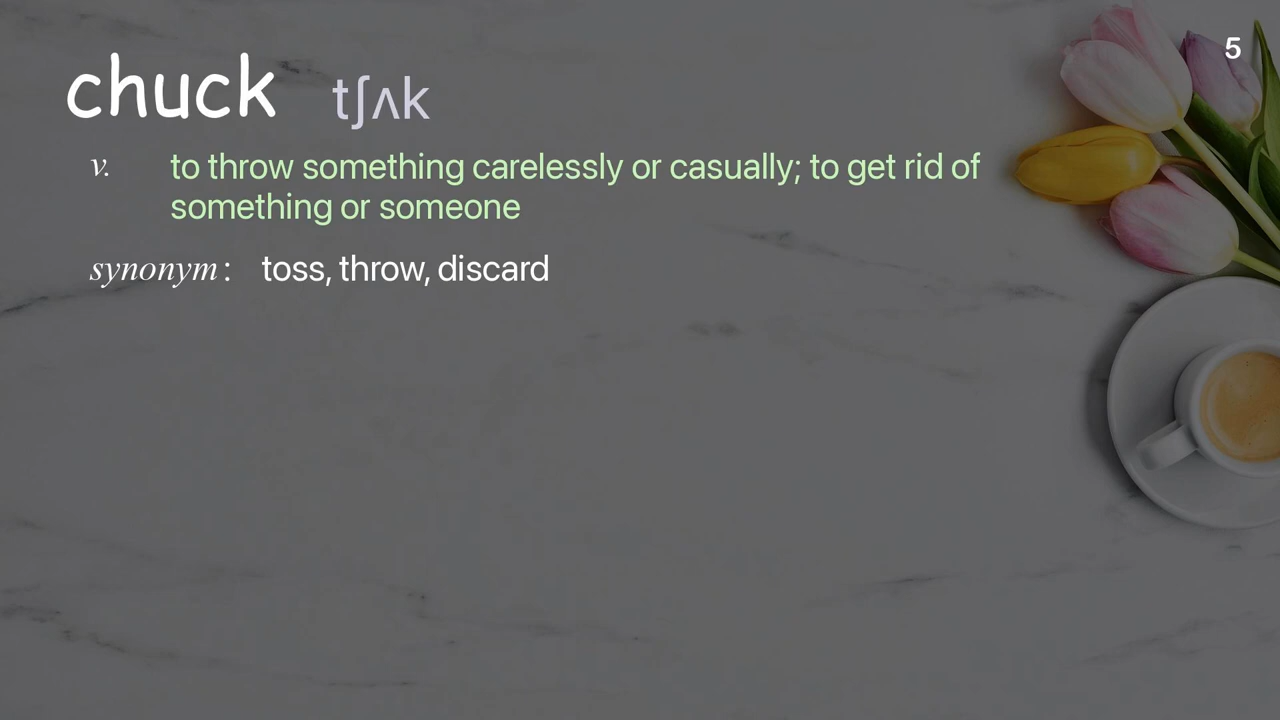 5
chuck tʃʌk
v. to throw something carelessly or casually; to get rid of
something or someone
synonym: toss, throw, discard